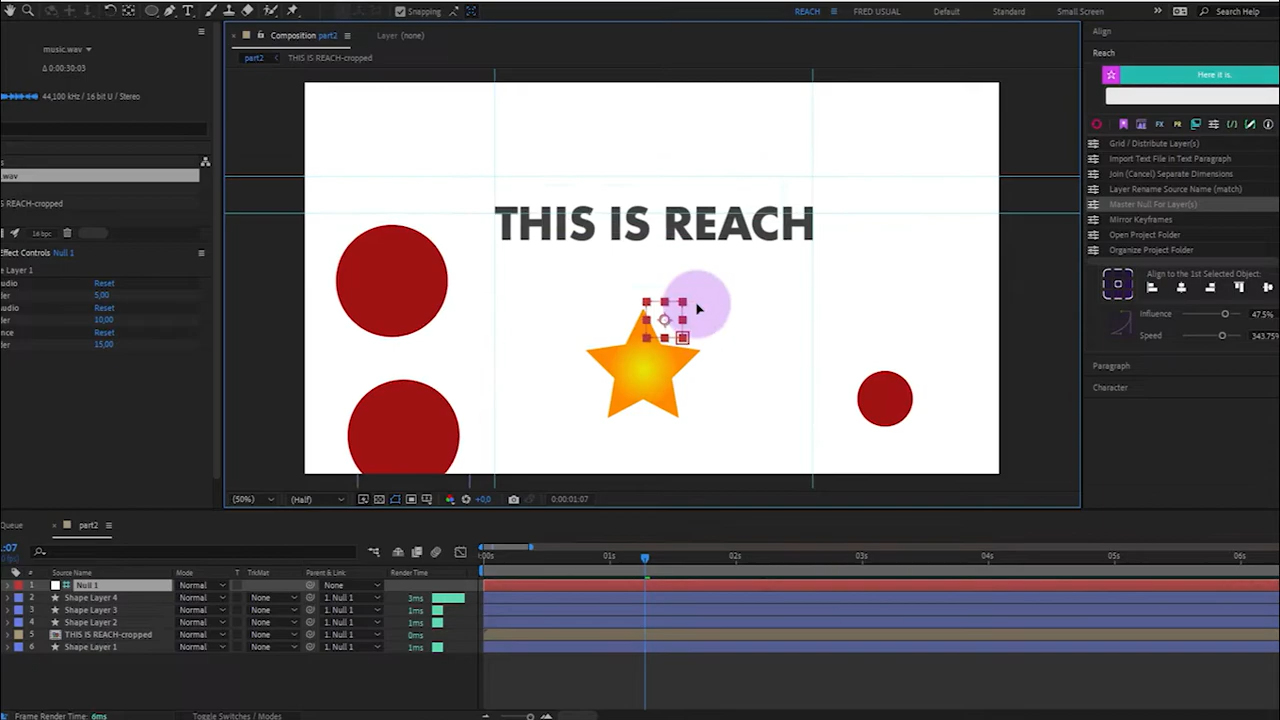 Snapping
REACH
FRED USUAL
Default
Standard
Small Screen
Search Help
music.wav
Δ 0:00:30:03
44,100 kHz / 16 bit U / Stereo
.wav
REACH-cropped
16 bpc
Effect Controls Null 1
Layer 1
Reset
5,00
Reset
10,00
Reset
15,00
Composition part2
Layer (none)
part2
THIS IS REACH-cropped
THIS IS REACH
(50%)
(Half)
+0,0
0:00:01:07
Align
Reach
Here it is.
FX
PR
Grid / Distribute Layer(s)
Import Text File in Text Paragraph
Join (Cancel) Separate Dimensions
Layer Rename Source Name (match)
Master Null For Layer(s)
Mirror Keyframes
Open Project Folder
Organize Project Folder
Align to the 1st Selected Object:
Influence
47.5%
Speed
343.75
Paragraph
Character
Queue
part2
:07
:00s
01s
02s
03s
04s
05s
06s
# Source Name Mode T TrkMat Parent & Link Render Time
1 Null 1 Normal None
2 Shape Layer 4 Normal None 1. Null 1 3ms
3 Shape Layer 3 Normal None 1. Null 1 1ms
4 Shape Layer 2 Normal None 1. Null 1 1ms
5 THIS IS REACH-cropped Normal None 1. Null 1 0ms
6 Shape Layer 1 Normal None 1. Null 1 1ms
Frame Render Time: 6ms
Toggle Switches / Modes